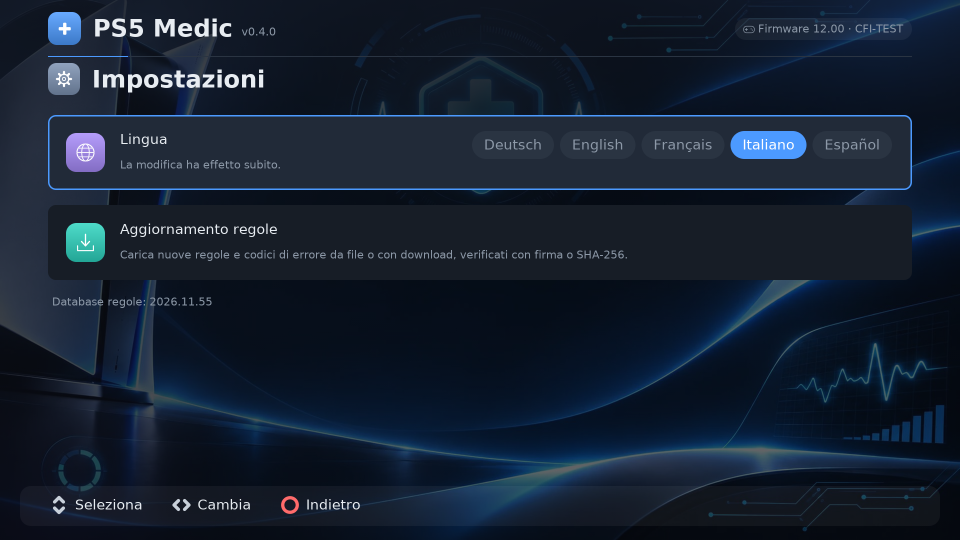 PS5 Medic v0.4.0
Firmware 12.00 · CFI-TEST
Impostazioni
Lingua
La modifica ha effetto subito.
Deutsch English Français Italiano Español
Aggiornamento regole
Carica nuove regole e codici di errore da file o con download, verificati con firma o SHA-256.
Database regole: 2026.11.55
Seleziona Cambia Indietro